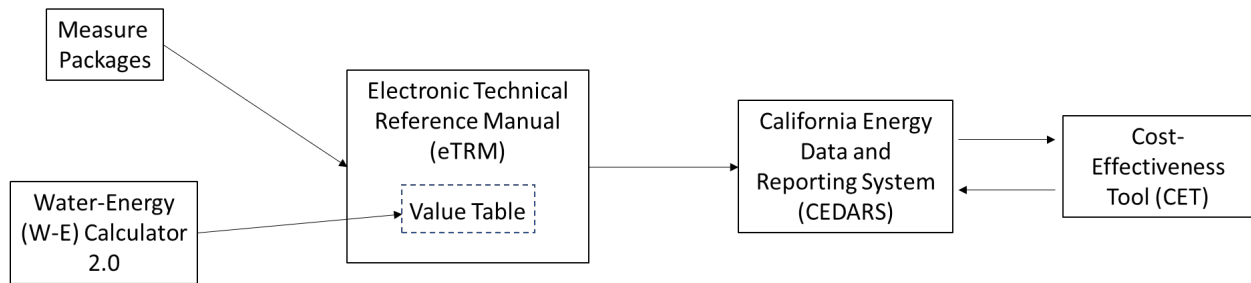 Measure
Packages
Electronic Technical
Reference Manual
(eTRM)
Value Table
Water-Energy
(W-E) Calculator
2.0
California Energy
Data and
Reporting System
(CEDARS)
Cost-
Effectiveness
Tool (CET)